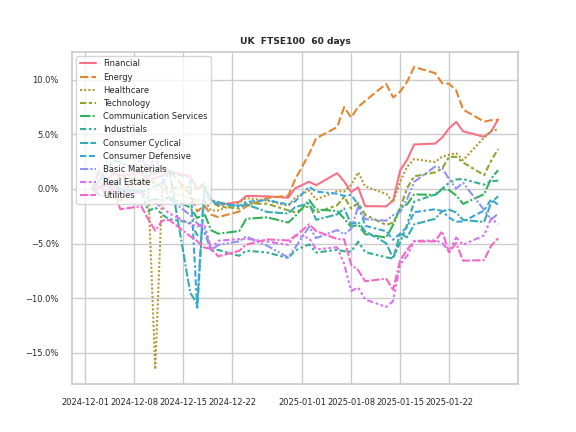 UK  FTSE100  60 days
Financial
Energy
Healthcare
Technology
Communication Services
Industrials
Consumer Cyclical
Consumer Defensive
Basic Materials
Real Estate
Utilities
10.0%
5.0%
0.0%
−5.0%
−10.0%
−15.0%
2024-12-01 2024-12-08 2024-12-15 2024-12-22 2025-01-01 2025-01-08 2025-01-15 2025-01-22